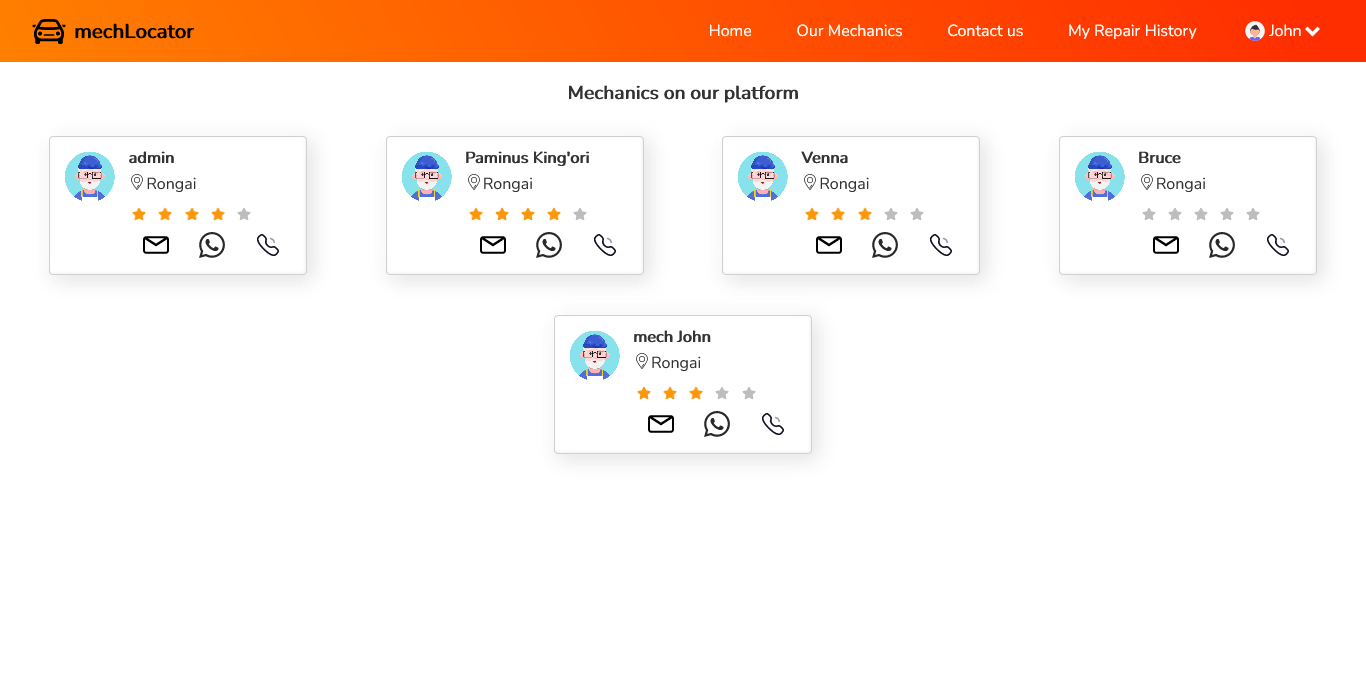 mechLocator
Home
Our Mechanics
Contact us
My Repair History
John
Mechanics on our platform
admin
Rongai
Paminus King'ori
Rongai
Venna
Rongai
Bruce
Rongai
mech John
Rongai